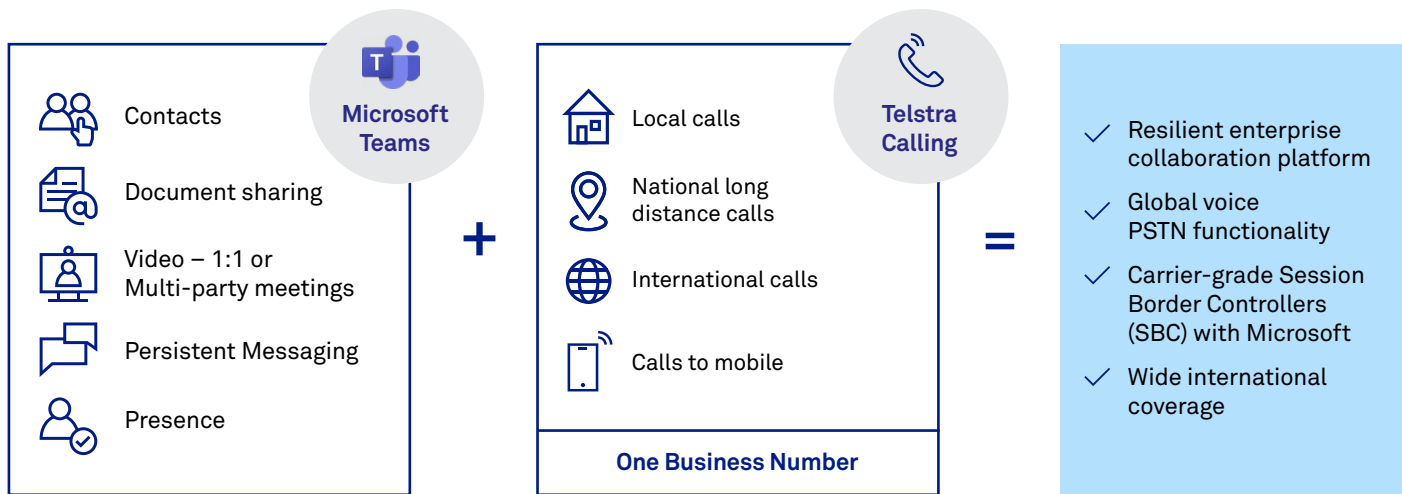 T
Microsoft
Teams
Contacts
Document sharing
Video – 1:1 or
Multi-party meetings
Persistent Messaging
Presence
+
Telstra
Calling
Local calls
National long
distance calls
International calls
Calls to mobile
One Business Number
=
Resilient enterprise
collaboration platform
Global voice
PSTN functionality
Carrier-grade Session
Border Controllers
(SBC) with Microsoft
Wide international
coverage